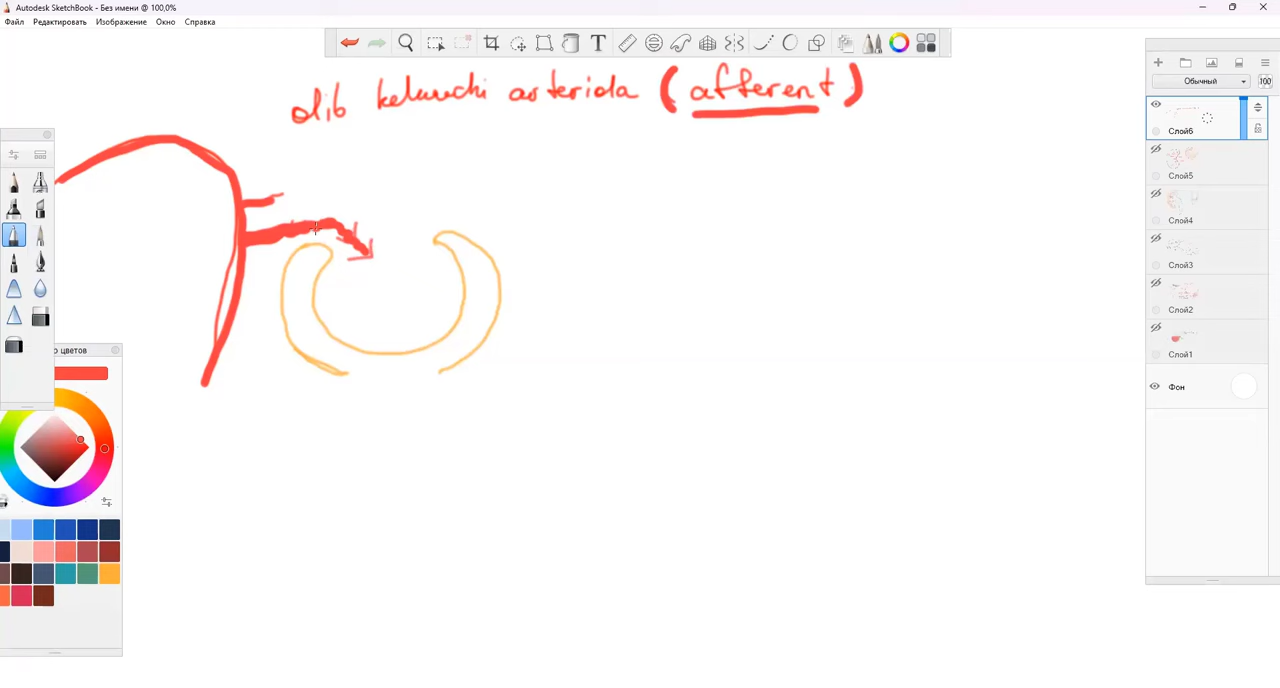 Autodesk SketchBook - Без имени @ 100,0%
Файл Редактировать Изображение Окно Справка
olib keluvchi asteriola (afferent)
Обычный
100
Слой6
Слой5
Слой4
Слой3
Слой2
Слой1
Фон
о цветов